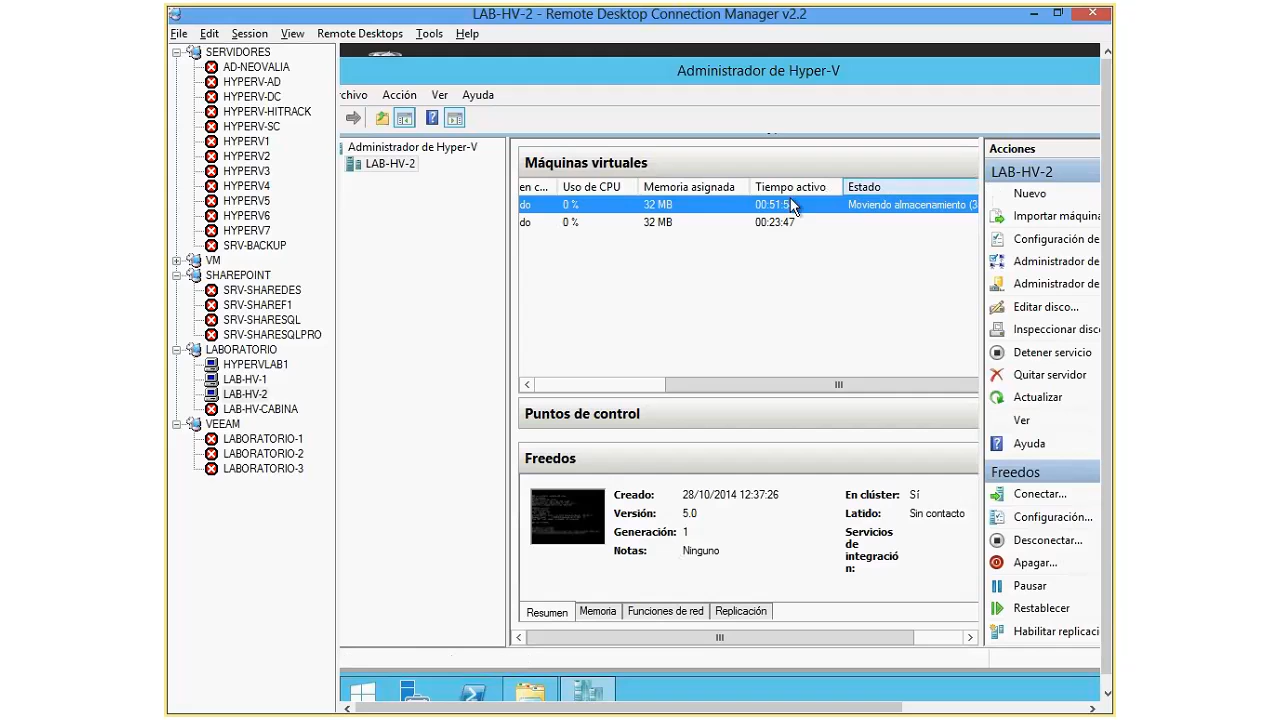 LAB-HV-2 - Remote Desktop Connection Manager v2.2
File Edit Session View Remote Desktops Tools Help
SERVIDORES
AD-NEOVALIA
HYPERV-AD
HYPERV-DC
HYPERV-HITRACK
HYPERV-SC
HYPERV1
HYPERV2
HYPERV3
HYPERV4
HYPERV5
HYPERV6
HYPERV7
SRV-BACKUP
VM
SHAREPOINT
SRV-SHAREDES
SRV-SHAREF1
SRV-SHARESQL
SRV-SHARESQLPRO
LABORATORIO
HYPERVLAB1
LAB-HV-1
LAB-HV-2
LAB-HV-CABINA
VEEAM
LABORATORIO-1
LABORATORIO-2
LABORATORIO-3
Administrador de Hyper-V
chivo Acción Ver Ayuda
Administrador de Hyper-V
LAB-HV-2
Máquinas virtuales
en c... Uso de CPU Memoria asignada Tiempo activo Estado
do 0 % 32 MB 00:51:5 Moviendo almacenamiento (3
do 0 % 32 MB 00:23:47
Puntos de control
Freedos
Creado: 28/10/2014 12:37:26
Versión: 5.0
Generación: 1
Notas: Ninguno
En clúster: Sí
Latido: Sin contacto
Servicios
de
integració
n:
Resumen Memoria Funciones de red Replicación
Acciones
LAB-HV-2
Nuevo
Importar máquina
Configuración de
Administrador de
Administrador de
Editar disco...
Inspeccionar disc
Detener servicio
Quitar servidor
Actualizar
Ver
Ayuda
Freedos
Conectar...
Configuración...
Desconectar...
Apagar...
Pausar
Restablecer
Habilitar replicaci